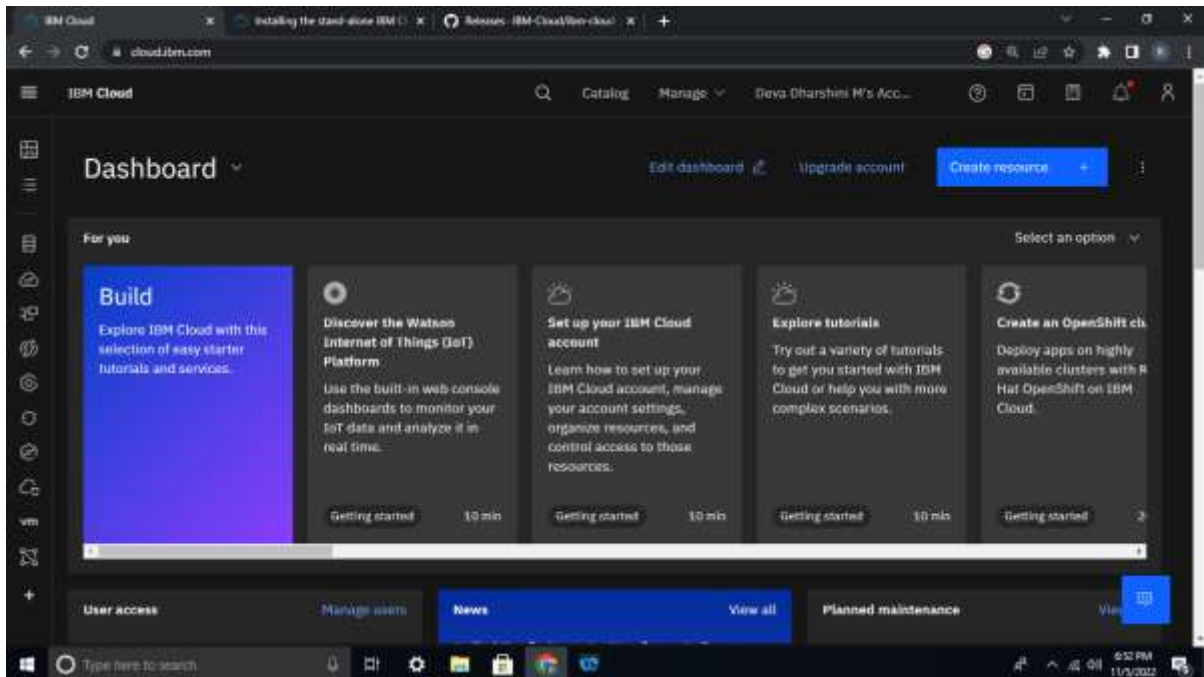 IBM Cloud
Installing the stand-alone IBM Cl
Releases · IBM-Cloud/ibm-cloud
cloud.ibm.com
IBM Cloud
Catalog
Manage
Deva Dharshini M's Acc...
Dashboard
Edit dashboard
Upgrade account
Create resource +
For you
Select an option
Build
Explore IBM Cloud with this
selection of easy starter
tutorials and services.
Discover the Watson
Internet of Things (IoT)
Platform
Use the built-in web console
dashboards to monitor your
IoT data and analyze it in
real time.
Getting started
10 min
Set up your IBM Cloud
account
Learn how to set up your
IBM Cloud account, manage
your account settings,
organize resources, and
control access to those
resources.
Getting started
10 min
Explore tutorials
Try out a variety of tutorials
to get you started with IBM
Cloud or help you with more
complex scenarios.
Getting started
10 min
Create an OpenShift clu
Deploy apps on highly
available clusters with R
Hat OpenShift on IBM
Cloud.
Getting started
2
vm
User access
Manage users
News
View all
Planned maintenance
View
Type here to search
6:52 PM
11/5/2022